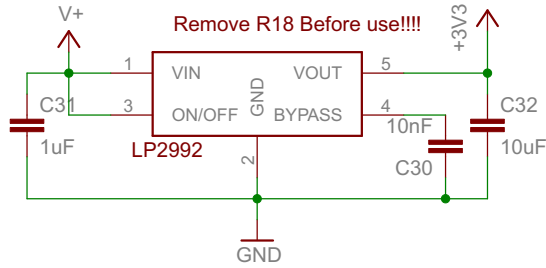 V+
Remove R18 Before use!!!!
+3V3
1
VIN
VOUT
5
C31
3
ON/OFF
GND
BYPASS
4
C32
1uF
10nF
10uF
LP2992
2
C30
GND